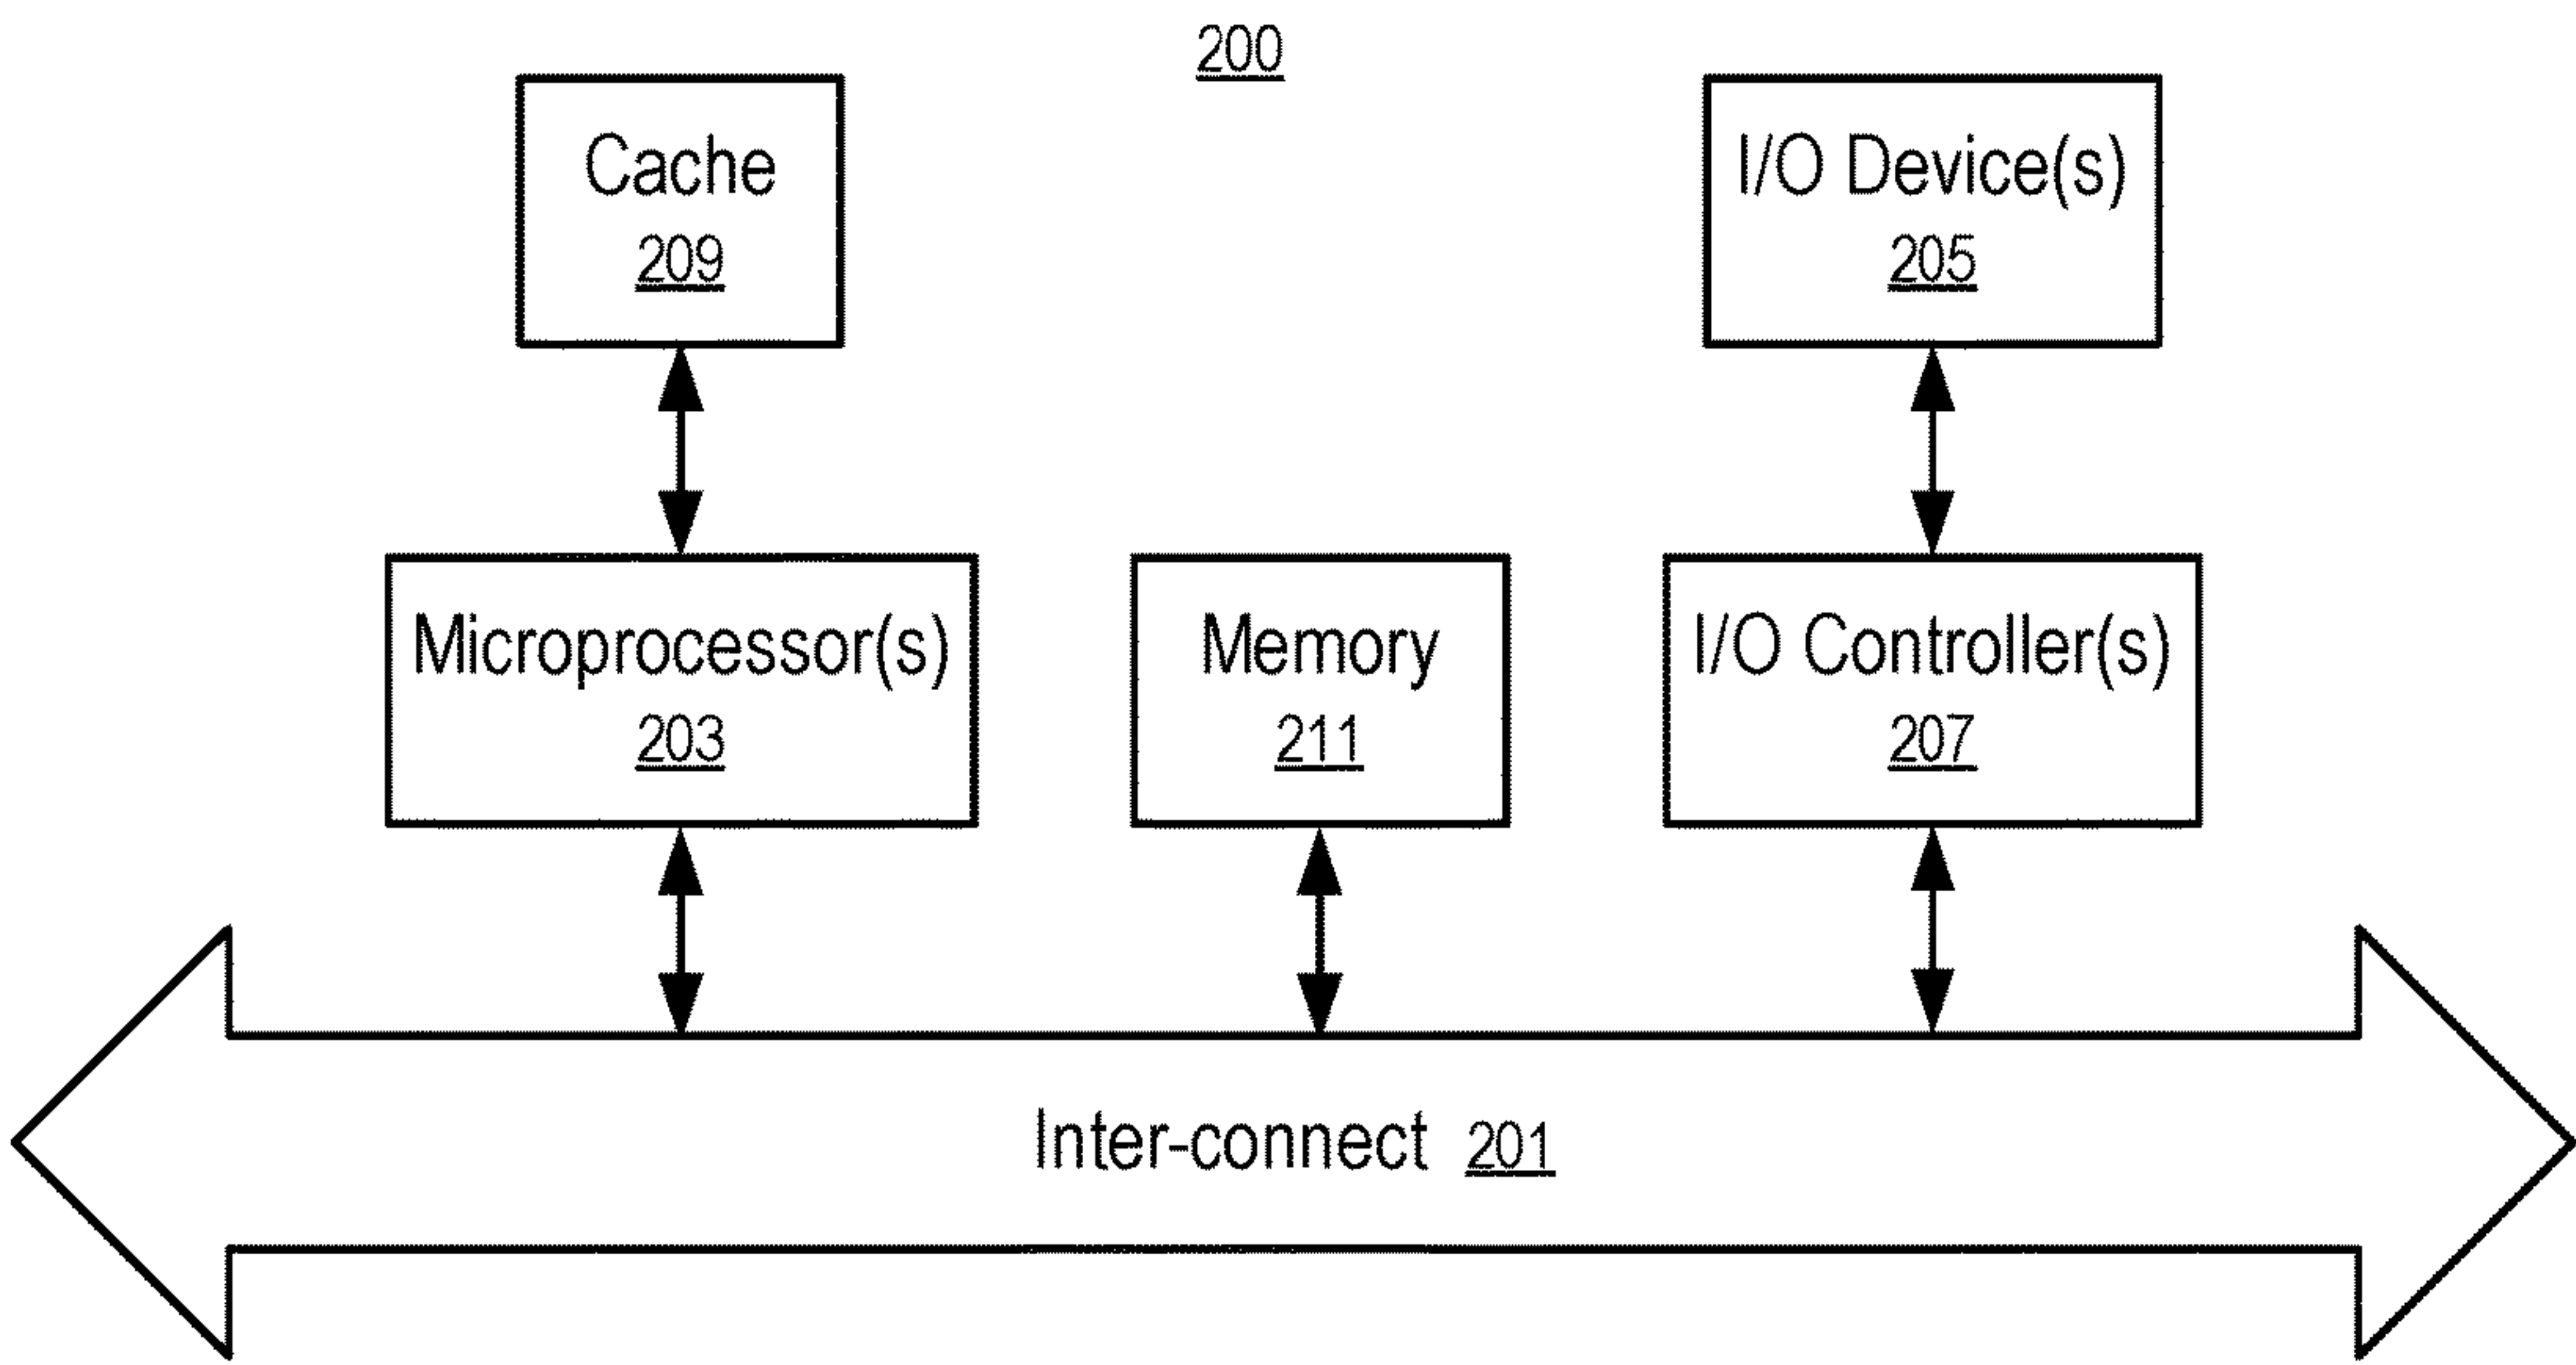 200
Cache
209
I/O Device(s)
205
Microprocessor(s)
203
Memory
211
I/O Controller(s)
207
Inter-connect 201